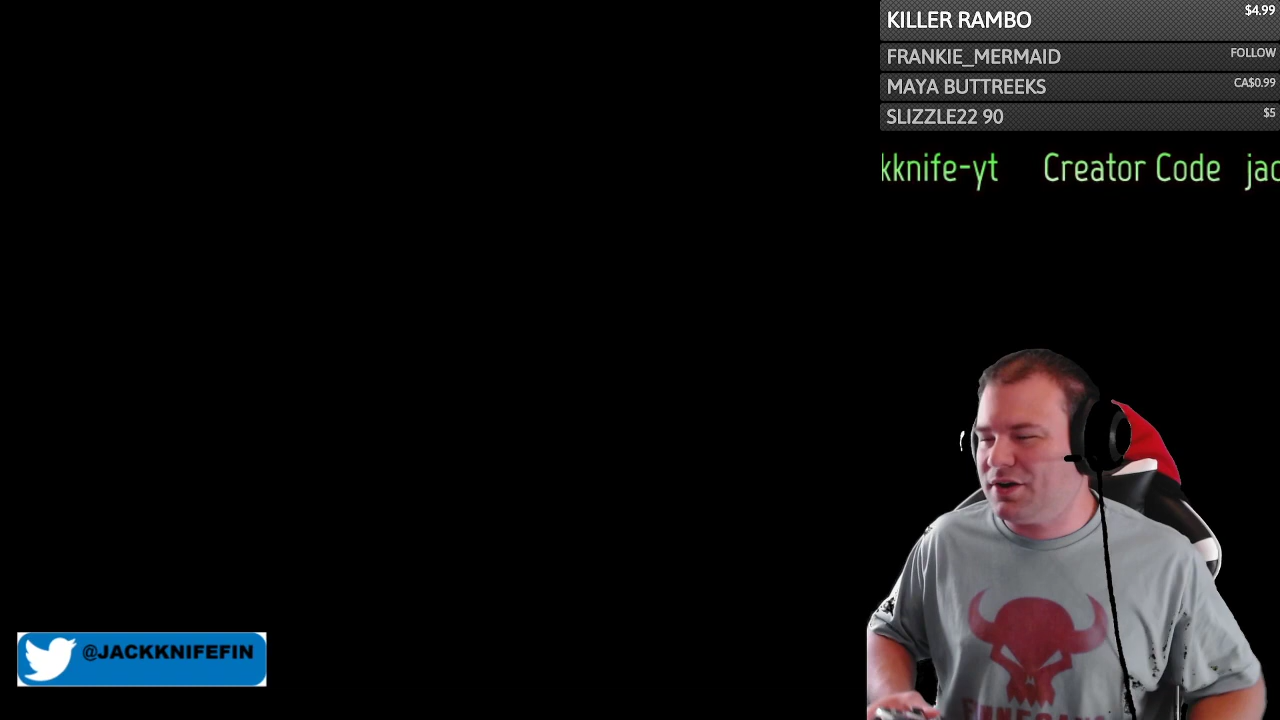 KILLER RAMBO $4.99
FRANKIE_MERMAID FOLLOW
MAYA BUTTREEKS CA$0.99
SLIZZLE22 90 $5
kknife-yt Creator Code jac
@JACKKNIFEFIN